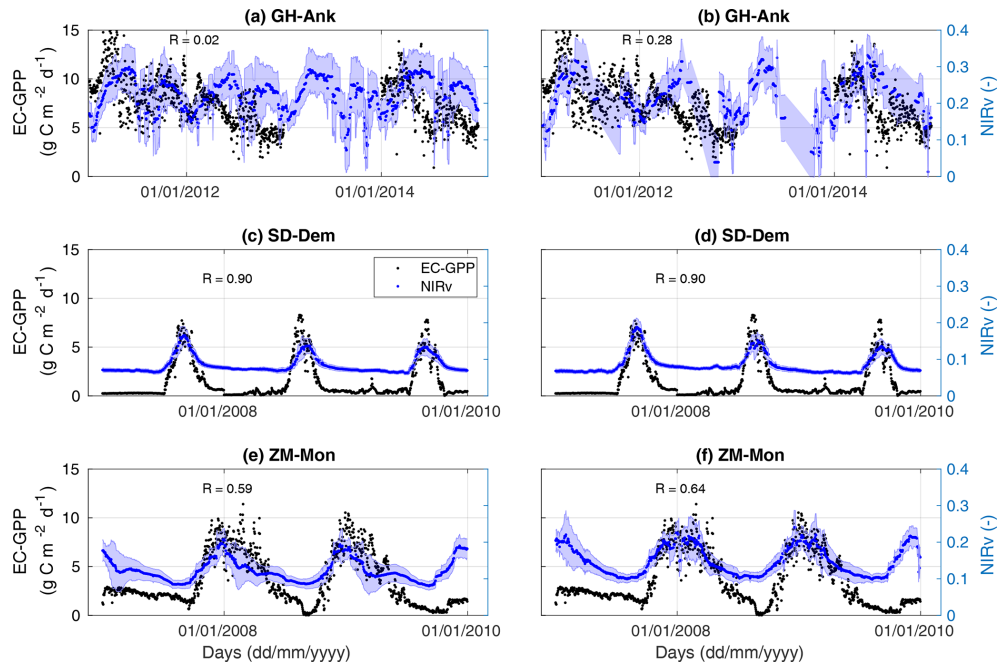 (a) GH-Ank
R = 0.02
15
10
5
0
EC-GPP
(g C m⁻² d⁻¹)
01/01/2012
01/01/2014
(b) GH-Ank
R = 0.28
0.4
0.3
0.2
0.1
0
NIRv (-)
01/01/2012
01/01/2014
(c) SD-Dem
R = 0.90
EC-GPP
NIRv
15
10
5
0
EC-GPP
(g C m⁻² d⁻¹)
01/01/2008
01/01/2010
(d) SD-Dem
R = 0.90
0.4
0.3
0.2
0.1
0
NIRv (-)
01/01/2008
01/01/2010
(e) ZM-Mon
R = 0.59
15
10
5
0
EC-GPP
(g C m⁻² d⁻¹)
01/01/2008
01/01/2010
Days (dd/mm/yyyy)
(f) ZM-Mon
R = 0.64
0.4
0.3
0.2
0.1
0
NIRv (-)
01/01/2008
01/01/2010
Days (dd/mm/yyyy)